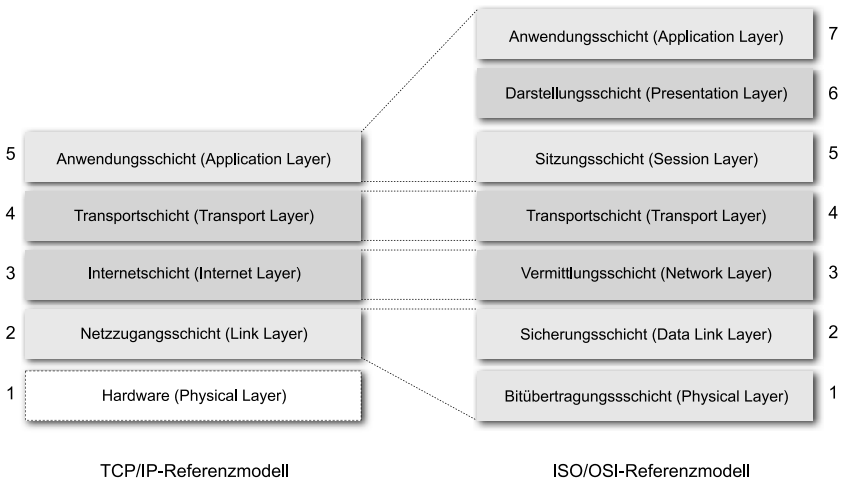 Anwendungsschicht (Application Layer) 7
Darstellungsschicht (Presentation Layer) 6
5 Anwendungsschicht (Application Layer)
Sitzungsschicht (Session Layer) 5
4 Transportschicht (Transport Layer)
Transportschicht (Transport Layer) 4
3 Internetschicht (Internet Layer)
Vermittlungsschicht (Network Layer) 3
2 Netzzugangsschicht (Link Layer)
Sicherungsschicht (Data Link Layer) 2
1 Hardware (Physical Layer)
Bitübertragungssschicht (Physical Layer) 1
TCP/IP-Referenzmodell
ISO/OSI-Referenzmodell